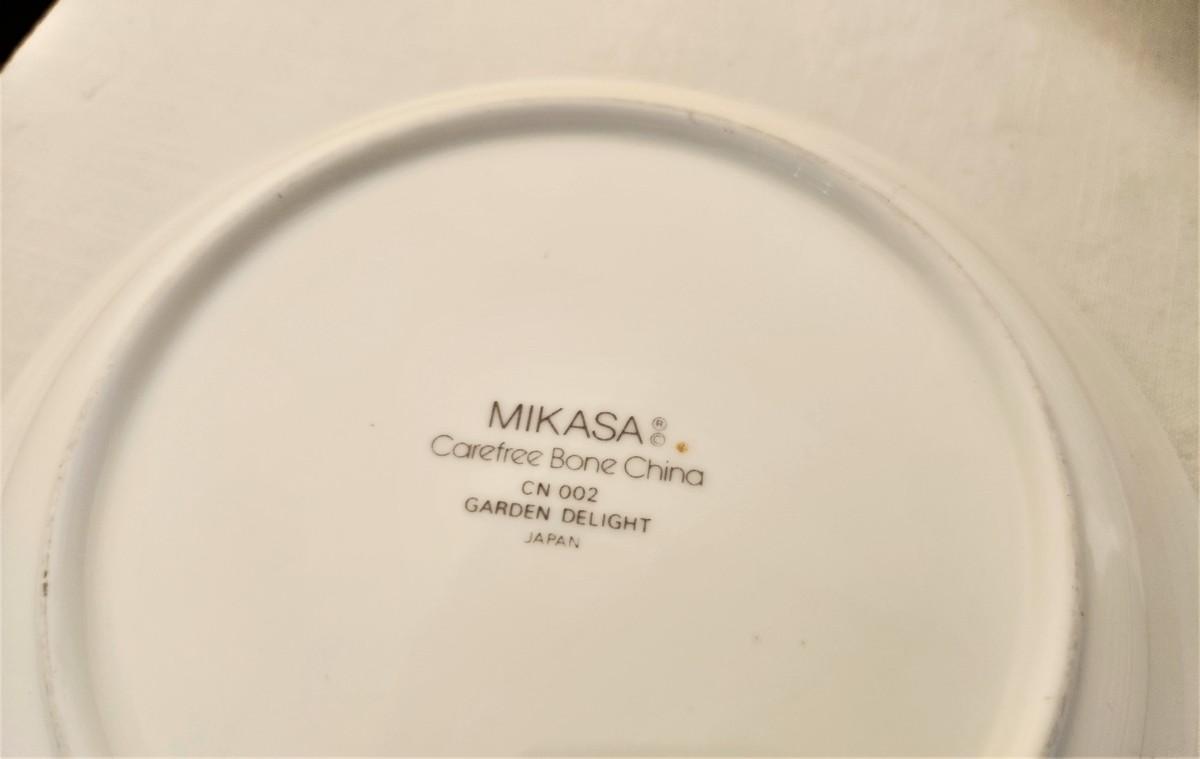 MIKASA ® ©
Carefree Bone China
CN 002
GARDEN DELIGHT
JAPAN